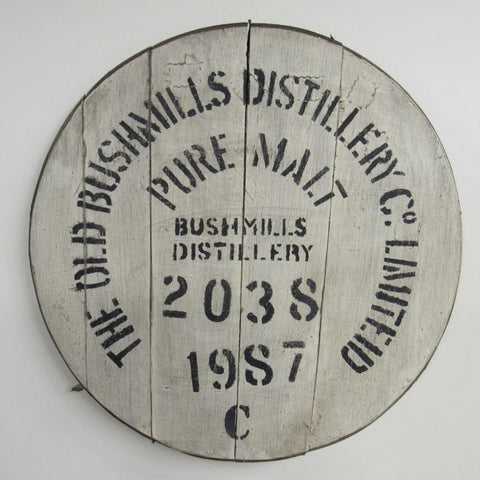 THE OLD BUSHMILLS DISTILLERY Co. LIMITED
PURE MALT
BUSHMILLS
DISTILLERY
2038
1987
C